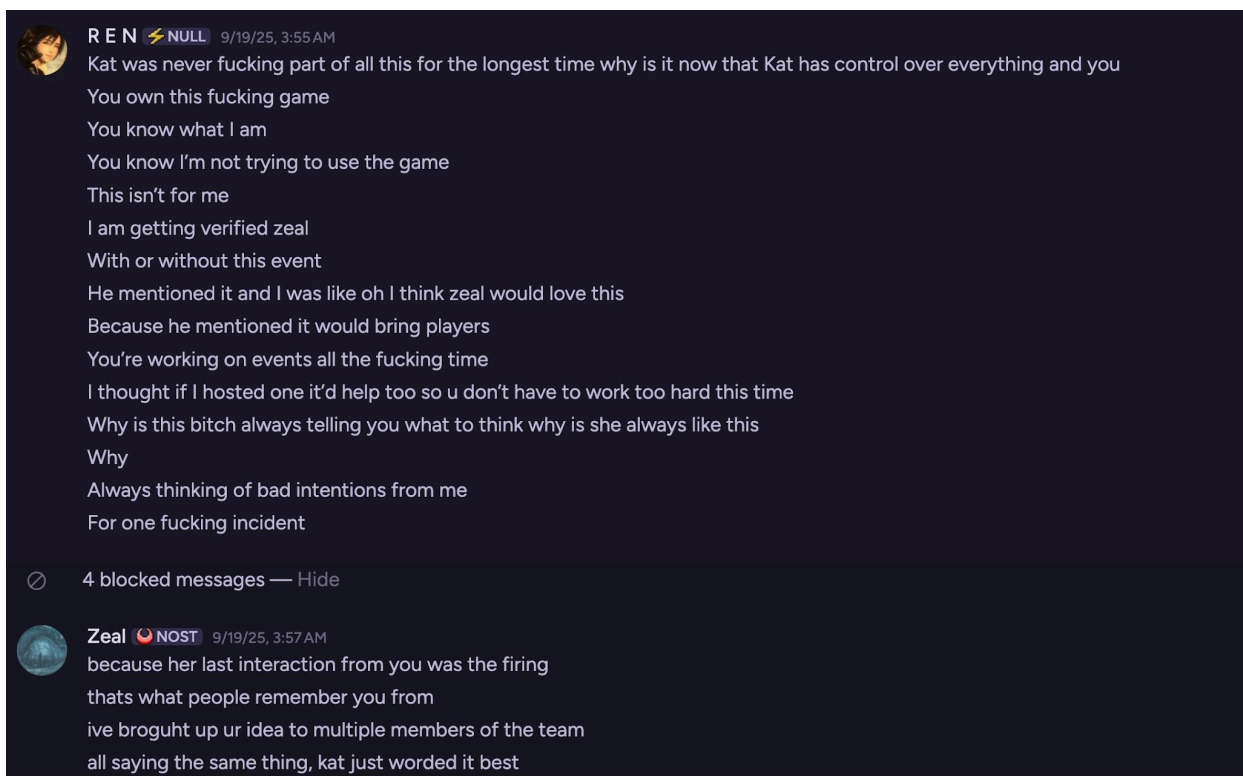 R E N ⚡ NULL 9/19/25, 3:55 AM
Kat was never fucking part of all this for the longest time why is it now that Kat has control over everything and you
You own this fucking game
You know what I am
You know I'm not trying to use the game
This isn't for me
I am getting verified zeal
With or without this event
He mentioned it and I was like oh I think zeal would love this
Because he mentioned it would bring players
You're working on events all the fucking time
I thought if I hosted one it'd help too so u don't have to work too hard this time
Why is this bitch always telling you what to think why is she always like this
Why
Always thinking of bad intentions from me
For one fucking incident
4 blocked messages — Hide
Zeal NOST 9/19/25, 3:57 AM
because her last interaction from you was the firing
thats what people remember you from
ive broguht up ur idea to multiple members of the team
all saying the same thing, kat just worded it best